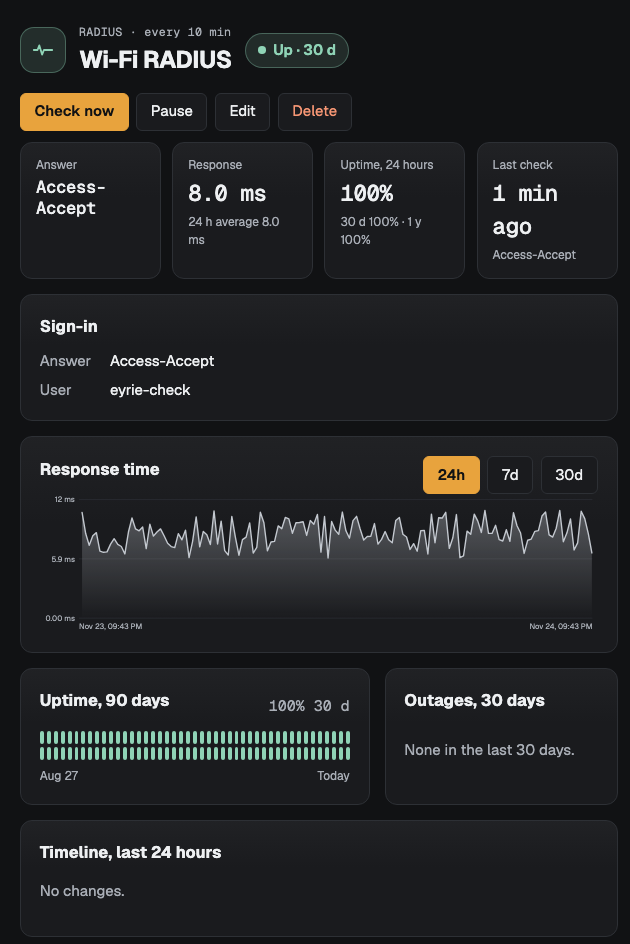 RADIUS · every 10 min
Wi-Fi RADIUS
Up · 30 d
Check now
Pause
Edit
Delete
Answer
Access-
Accept
Response
8.0 ms
24 h average 8.0
ms
Uptime, 24 hours
100%
30 d 100% · 1 y
100%
Last check
1 min
ago
Access-Accept
Sign-in
Answer Access-Accept
User eyrie-check
Response time
24h
7d
30d
12 ms
5.9 ms
0.00 ms
Nov 23, 09:43 PM
Nov 24, 09:43 PM
Uptime, 90 days
100% 30 d
Aug 27
Today
Outages, 30 days
None in the last 30 days.
Timeline, last 24 hours
No changes.